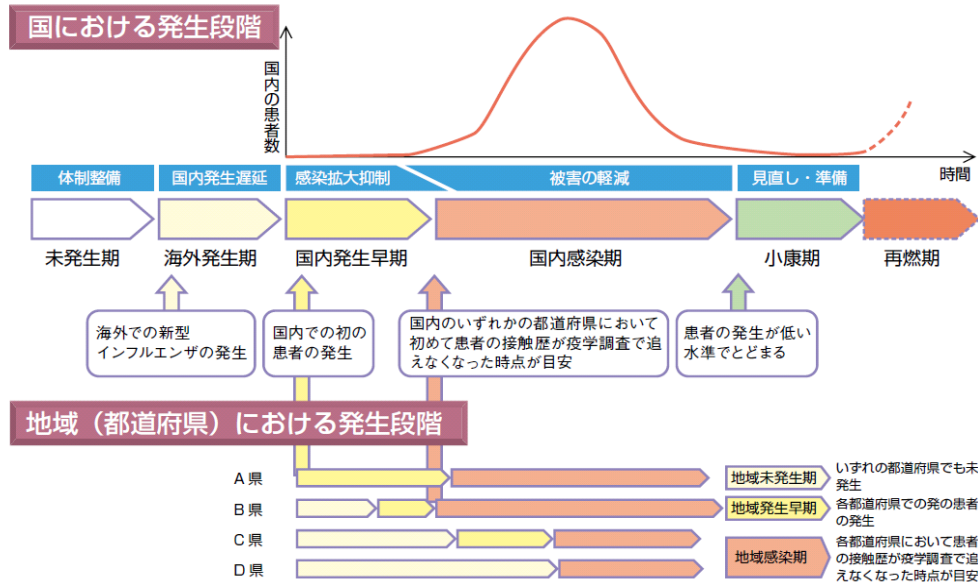 国における発生段階
国内の患者数
時間
体制整備
国内発生遅延
感染拡大抑制
被害の軽減
見直し・準備
未発生期
海外発生期
国内発生早期
国内感染期
小康期
再燃期
海外での新型
インフルエンザの発生
国内での初の
患者の発生
国内のいずれかの都道府県において
初めて患者の接触歴が疫学調査で追
えなくなった時点が目安
患者の発生が低い
水準でとどまる
地域（都道府県）における発生段階
A県
B県
C県
D県
地域未発生期
いずれの都道府県でも未
発生
地域発生早期
各都道府県での発の患者
の発生
地域感染期
各都道府県において患者
の接触歴が疫学調査で追
えなくなった時点が目安